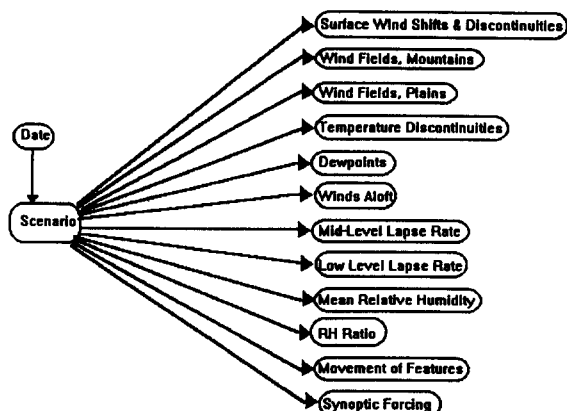 Surface Wind Shifts & Discontinuities
Wind Fields, Mountains
Wind Fields, Plains
Date
Temperature Discontinuities
Dewpoints
Winds Aloft
Scenario
Mid-Level Lapse Rate
Low Level Lapse Rate
Mean Relative Humidity
RH Ratio
Movement of Features
Synoptic Forcing